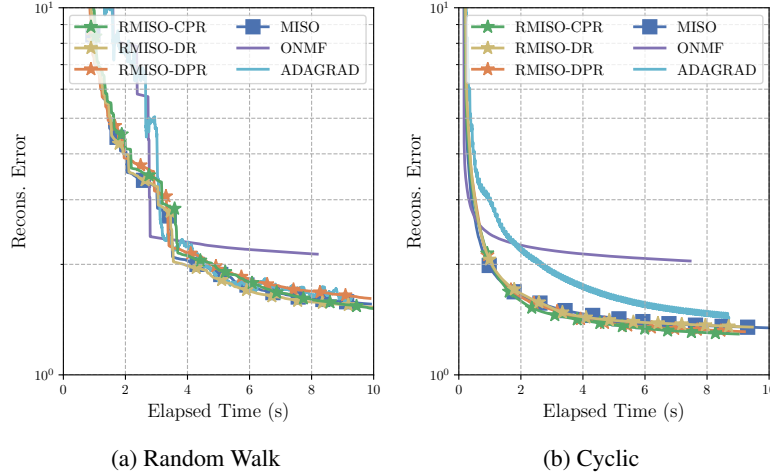 10¹
RMISO-CPR
MISO
RMISO-DR
ONMF
RMISO-DPR
ADAGRAD
Recons. Error
10⁰
0
2
4
6
8
10
Elapsed Time (s)
(a) Random Walk
10¹
RMISO-CPR
MISO
RMISO-DR
ONMF
RMISO-DPR
ADAGRAD
Recons. Error
10⁰
0
2
4
6
8
10
Elapsed Time (s)
(b) Cyclic